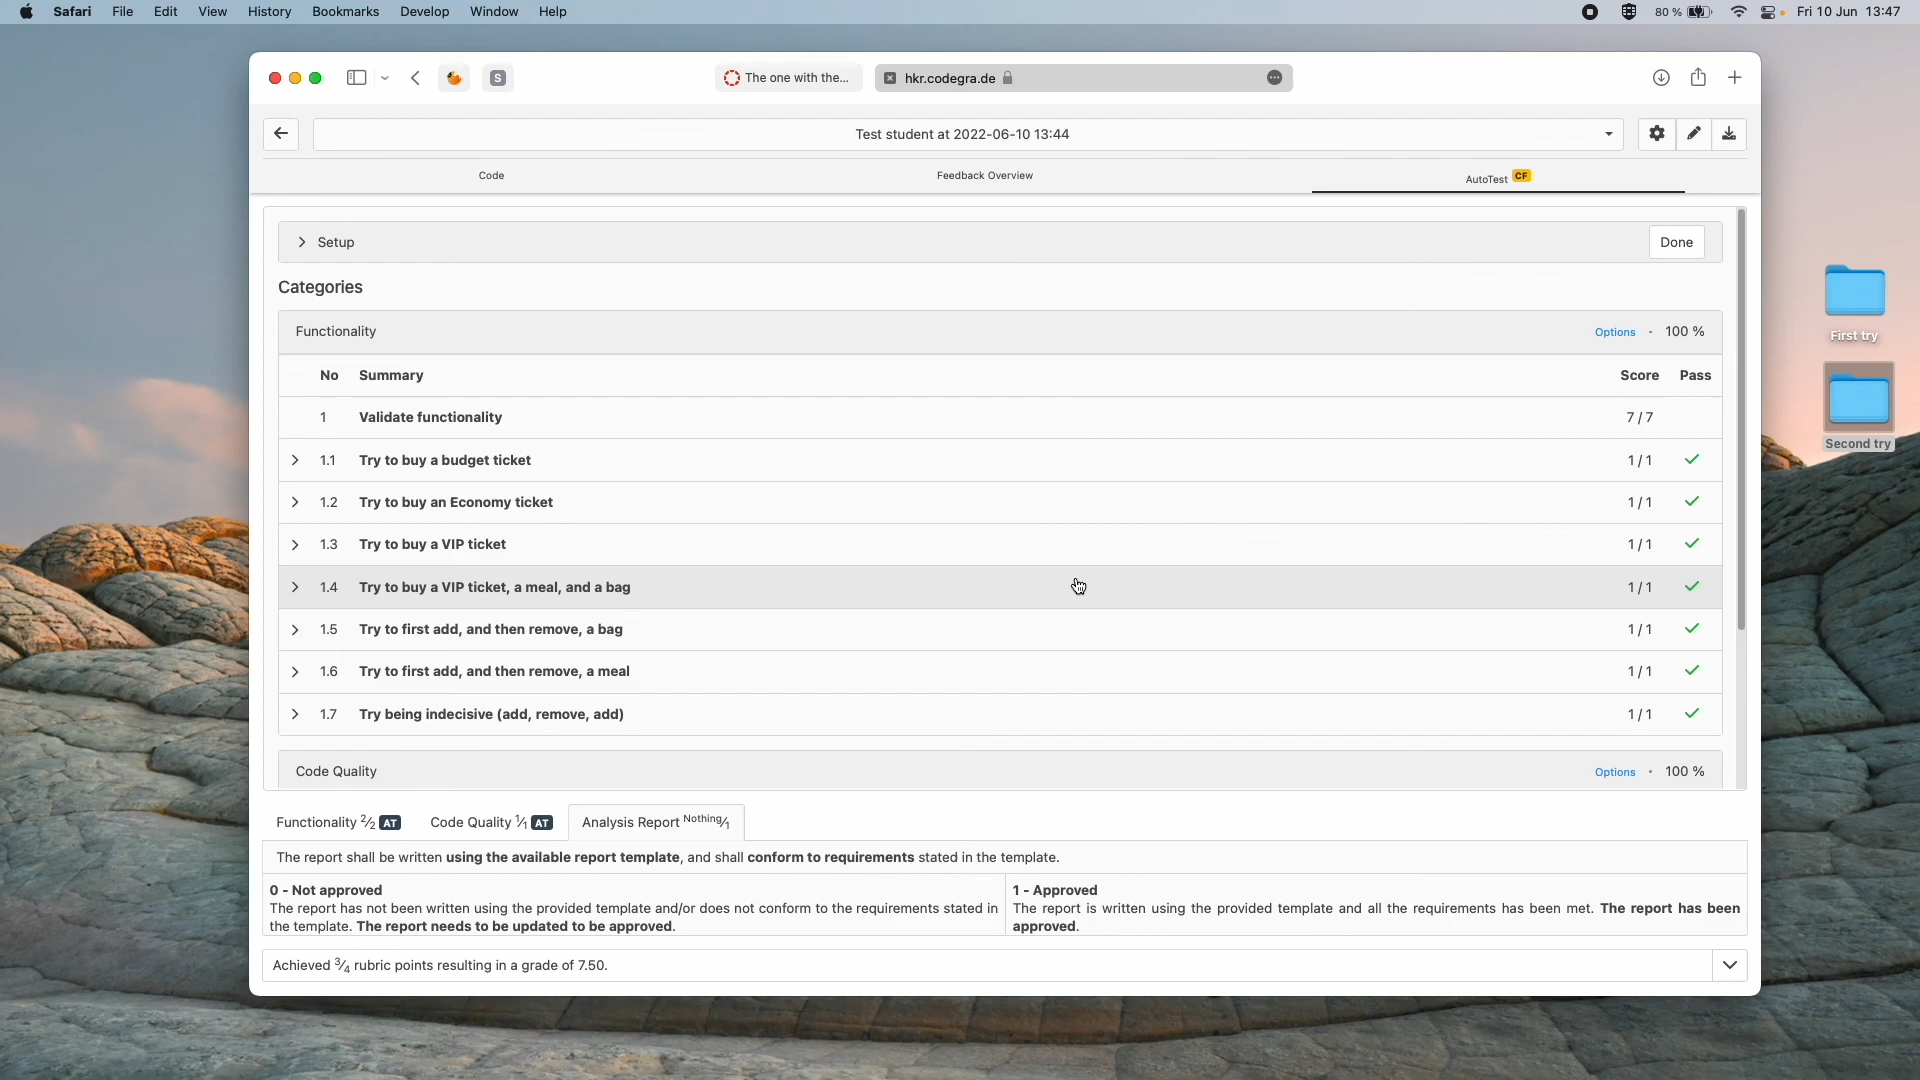 Safari File Edit View History Bookmarks Develop Window Help 80 % Fri 10 Jun 13:47
S The one with the... hkr.codegra.de
Test student at 2022-06-10 13:44
Code Feedback Overview AutoTest CF
Setup Done
Categories
Functionality Options · 100 %
No Summary Score Pass
1 Validate functionality 7 / 7
1.1 Try to buy a budget ticket 1 / 1
1.2 Try to buy an Economy ticket 1 / 1
1.3 Try to buy a VIP ticket 1 / 1
1.4 Try to buy a VIP ticket, a meal, and a bag 1 / 1
1.5 Try to first add, and then remove, a bag 1 / 1
1.6 Try to first add, and then remove, a meal 1 / 1
1.7 Try being indecisive (add, remove, add) 1 / 1
Code Quality Options · 100 %
Functionality 2/2 AT Code Quality 1/1 AT Analysis Report Nothing/1
The report shall be written using the available report template, and shall conform to requirements stated in the template.
0 - Not approved
The report has not been written using the provided template and/or does not conform to the requirements stated in
the template. The report needs to be updated to be approved.
1 - Approved
The report is written using the provided template and all the requirements has been met. The report has been
approved.
Achieved 3/4 rubric points resulting in a grade of 7.50.
First try
Second try